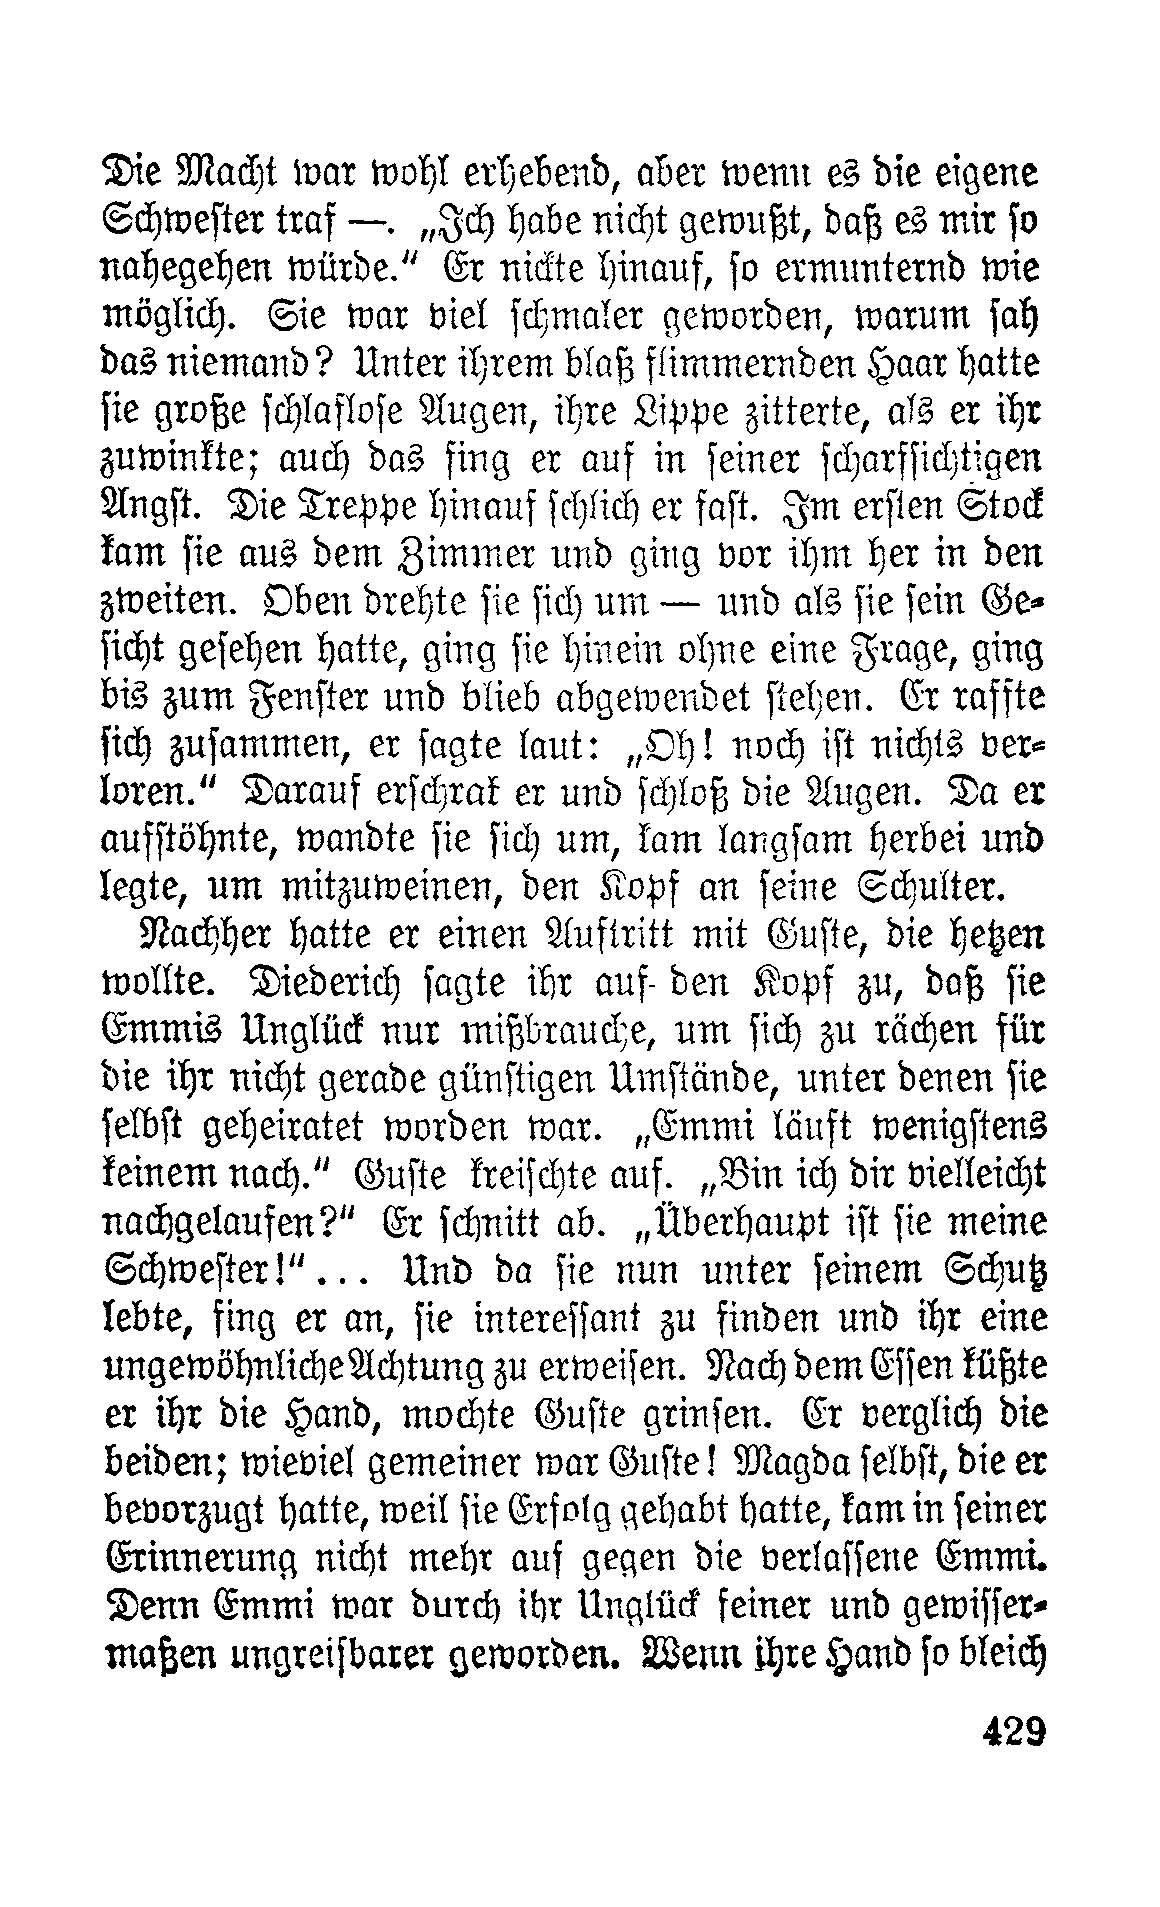 Die Macht war wohl erhebend, aber wenn es die eigene
Schweſter traf —. „Ich habe nicht gewußt, daß es mir ſo
nahegehen würde.“ Er nickte hinauf, ſo ermunternd wie
möglich. Sie war viel ſchmaler geworden, warum ſah
das niemand? Unter ihrem blaß flimmernden Haar hatte
ſie große ſchlafloſe Augen, ihre Lippe zitterte, als er ihr
zuwinkte; auch das fing er auf in ſeiner ſcharfſichtigen
Angſt. Die Treppe hinauf ſchlich er faſt. Im erſten Stock
kam ſie aus dem Zimmer und ging vor ihm her in den
zweiten. Oben drehte ſie ſich um — und als ſie ſein Ge-
ſicht geſehen hatte, ging ſie hinein ohne eine Frage, ging
bis zum Fenſter und blieb abgewendet ſtehen. Er raffte
ſich zuſammen, er ſagte laut: „Oh! noch iſt nichts ver-
loren.“ Darauf erſchrak er und ſchloß die Augen. Da er
aufſtöhnte, wandte ſie ſich um, kam langſam herbei und
legte, um mitzuweinen, den Kopf an ſeine Schulter.
Nachher hatte er einen Auftritt mit Guſte, die hetzen
wollte. Diederich ſagte ihr auf den Kopf zu, daß ſie
Emmis Unglück nur mißbrauche, um ſich zu rächen für
die ihr nicht gerade günſtigen Umſtände, unter denen ſie
ſelbſt geheiratet worden war. „Emmi läuft wenigſtens
keinem nach.“ Guſte kreiſchte auf. „Bin ich dir vielleicht
nachgelaufen?“ Er ſchnitt ab. „Überhaupt iſt ſie meine
Schweſter!“ ... Und da ſie nun unter ſeinem Schutz
lebte, fing er an, ſie intereſſant zu finden und ihr eine
ungewöhnliche Achtung zu erweiſen. Nach dem Eſſen küßte
er ihr die Hand, mochte Guſte grinſen. Er verglich die
beiden; wieviel gemeiner war Guſte! Magda ſelbſt, die er
bevorzugt hatte, weil ſie Erfolg gehabt hatte, kam in ſeiner
Erinnerung nicht mehr auf gegen die verlaſſene Emmi.
Denn Emmi war durch ihr Unglück feiner und gewiſſer-
maßen ungreifbarer geworden. Wenn ihre Hand ſo bleich
429